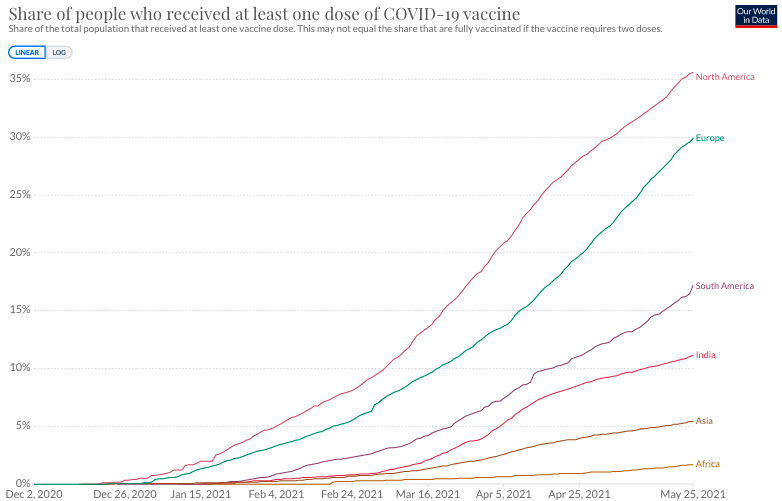 Share of people who received at least one dose of COVID-19 vaccine
Share of the total population that received at least one vaccine dose. This may not equal the share that are fully vaccinated if the vaccine requires two doses.
Our World
in Data
LINEAR LOG
35%
30%
25%
20%
15%
10%
5%
0%
North America
Europe
South America
India
Asia
Africa
Dec 2, 2020 Dec 26, 2020 Jan 15, 2021 Feb 4, 2021 Feb 24, 2021 Mar 16, 2021 Apr 5, 2021 Apr 25, 2021 May 25, 2021